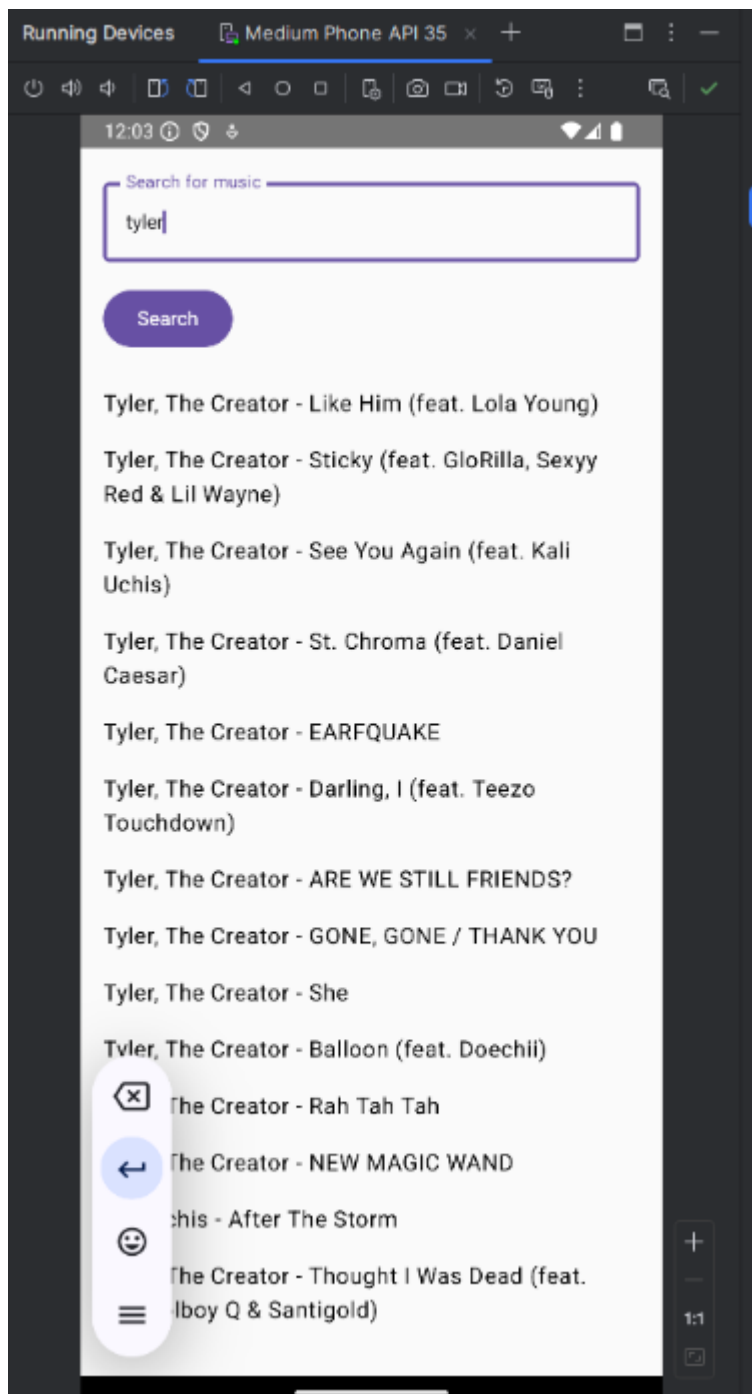 Running Devices Medium Phone API 35
12:03
Search for music
tyler
Search
Tyler, The Creator - Like Him (feat. Lola Young)
Tyler, The Creator - Sticky (feat. GloRilla, Sexyy
Red & Lil Wayne)
Tyler, The Creator - See You Again (feat. Kali
Uchis)
Tyler, The Creator - St. Chroma (feat. Daniel
Caesar)
Tyler, The Creator - EARFQUAKE
Tyler, The Creator - Darling, I (feat. Teezo
Touchdown)
Tyler, The Creator - ARE WE STILL FRIENDS?
Tyler, The Creator - GONE, GONE / THANK YOU
Tyler, The Creator - She
Tyler, The Creator - Balloon (feat. Doechii)
The Creator - Rah Tah Tah
The Creator - NEW MAGIC WAND
chis - After The Storm
The Creator - Thought I Was Dead (feat.
lboy Q & Santigold)
1:1